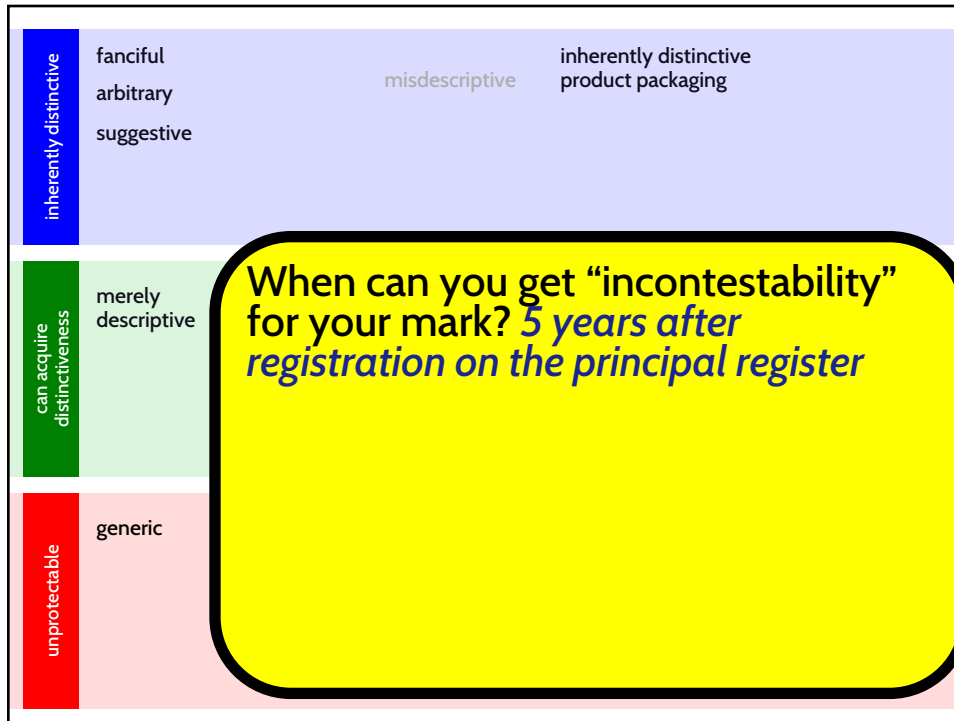 inherently distinctive
fanciful
arbitrary
suggestive
misdescriptive
inherently distinctive
product packaging
can acquire
distinctiveness
merely
descriptive
When can you get “incontestability”
for your mark? 5 years after
registration on the principal register
unprotectable
generic